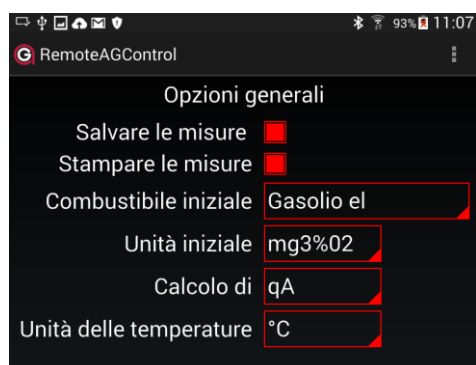 93% 11:07
RemoteAGControl
Opzioni generali
Salvare le misure
Stampare le misure
Combustibile iniziale Gasolio el
Unità iniziale mg3%02
Calcolo di qA
Unità delle temperature °C